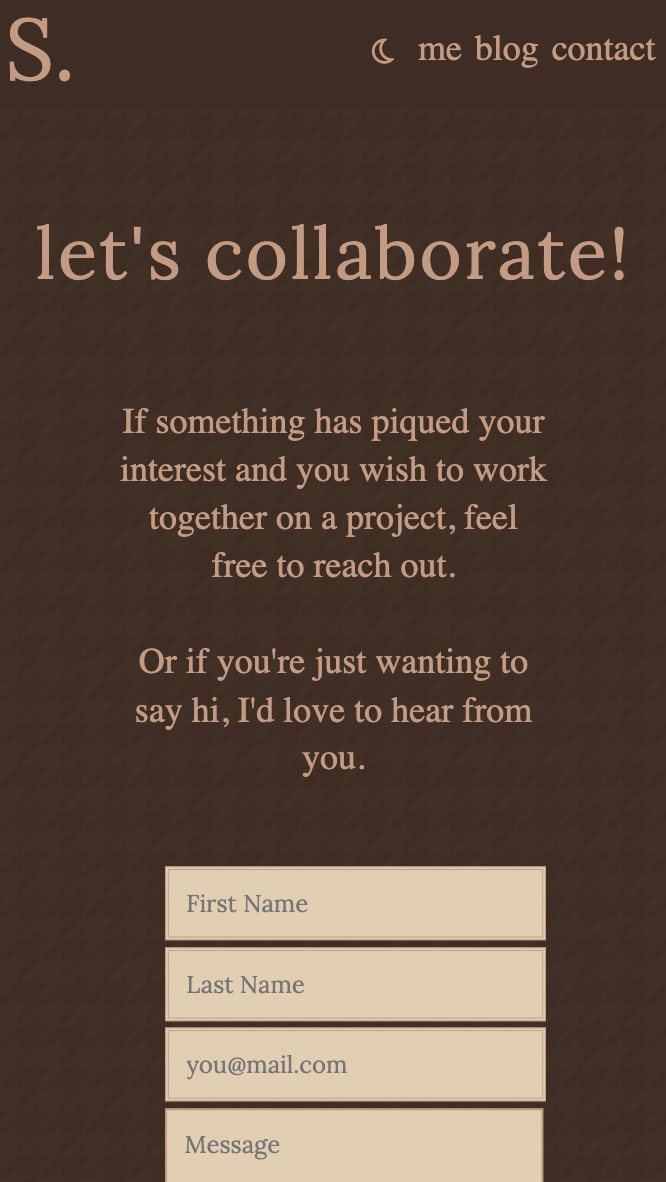 S.
me blog contact
let's collaborate!
If something has piqued your
interest and you wish to work
together on a project, feel
free to reach out.
Or if you're just wanting to
say hi, I'd love to hear from
you.
First Name
Last Name
you@mail.com
Message